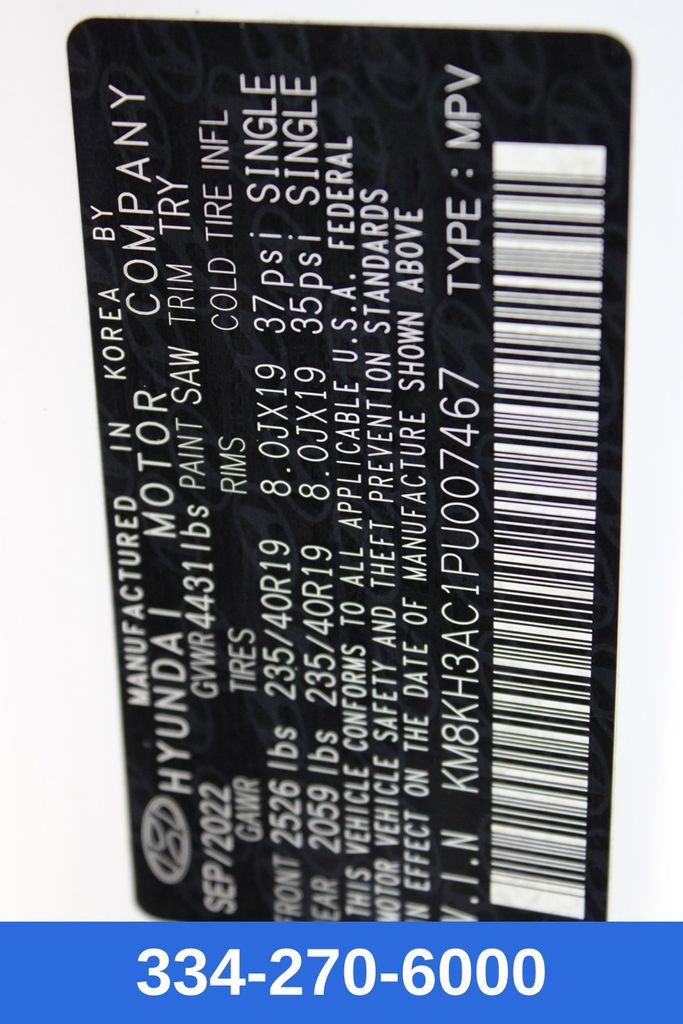 MANUFACTURED IN KOREA BY
HYUNDAI MOTOR COMPANY
SEP/2022 GVWR 4431lbs PAINT SAW TRIM TRY
GAWR TIRES RIMS COLD TIRE INFL
FRONT 2526 lbs 235/40R19 8.0JX19 37psi SINGLE
REAR 2059 lbs 235/40R19 8.0JX19 35psi SINGLE
THIS VEHICLE CONFORMS TO ALL APPLICABLE U.S.A. FEDERAL
MOTOR VEHICLE SAFETY AND THEFT PREVENTION STANDARDS
IN EFFECT ON THE DATE OF MANUFACTURE SHOWN ABOVE
V.I.N KM8KH3AC1PU007467 TYPE : MPV
334-270-6000